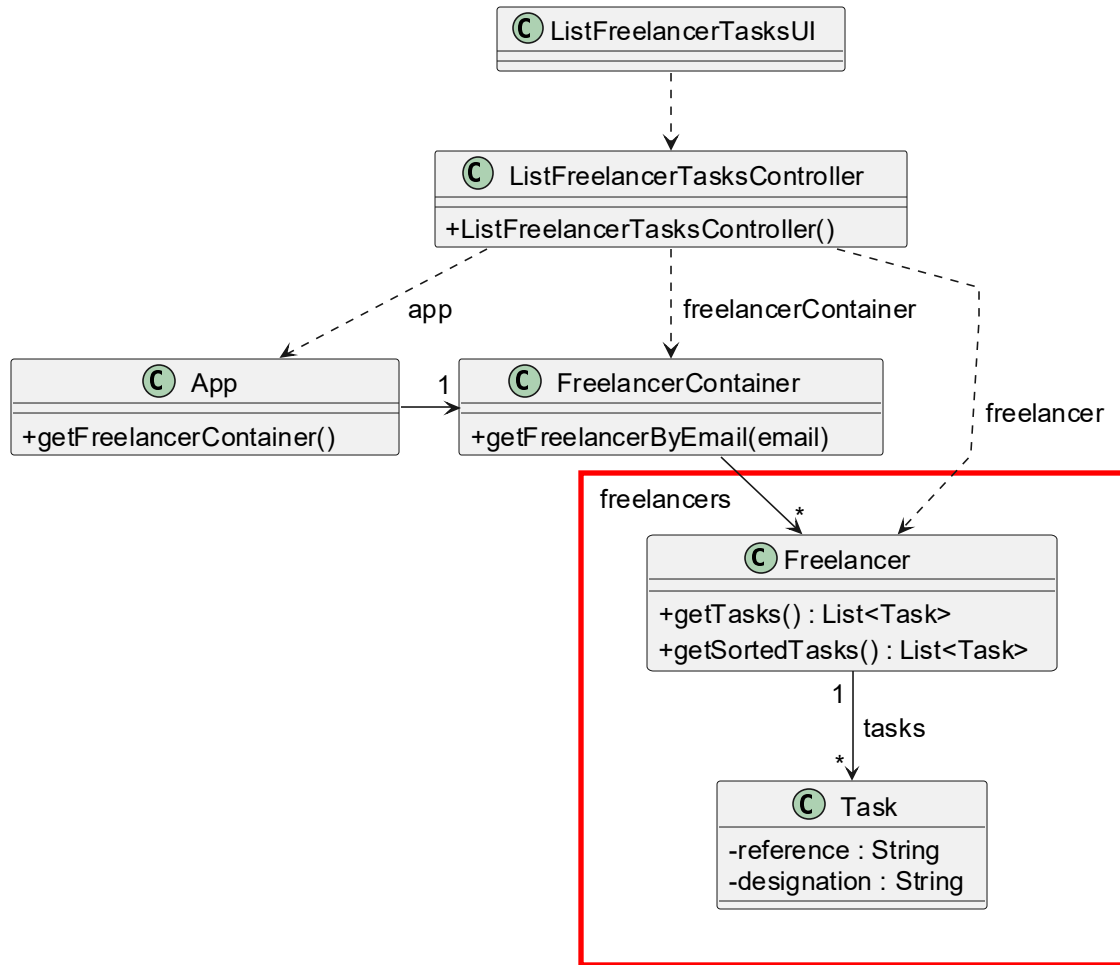 C ListFreelancerTasksUI
C ListFreelancerTasksController
+ListFreelancerTasksController()
app
freelancerContainer
freelancer
C App
+getFreelancerContainer()
1
C FreelancerContainer
+getFreelancerByEmail(email)
freelancers
*
C Freelancer
+getTasks() : List<Task>
+getSortedTasks() : List<Task>
1
tasks
*
C Task
-reference : String
-designation : String